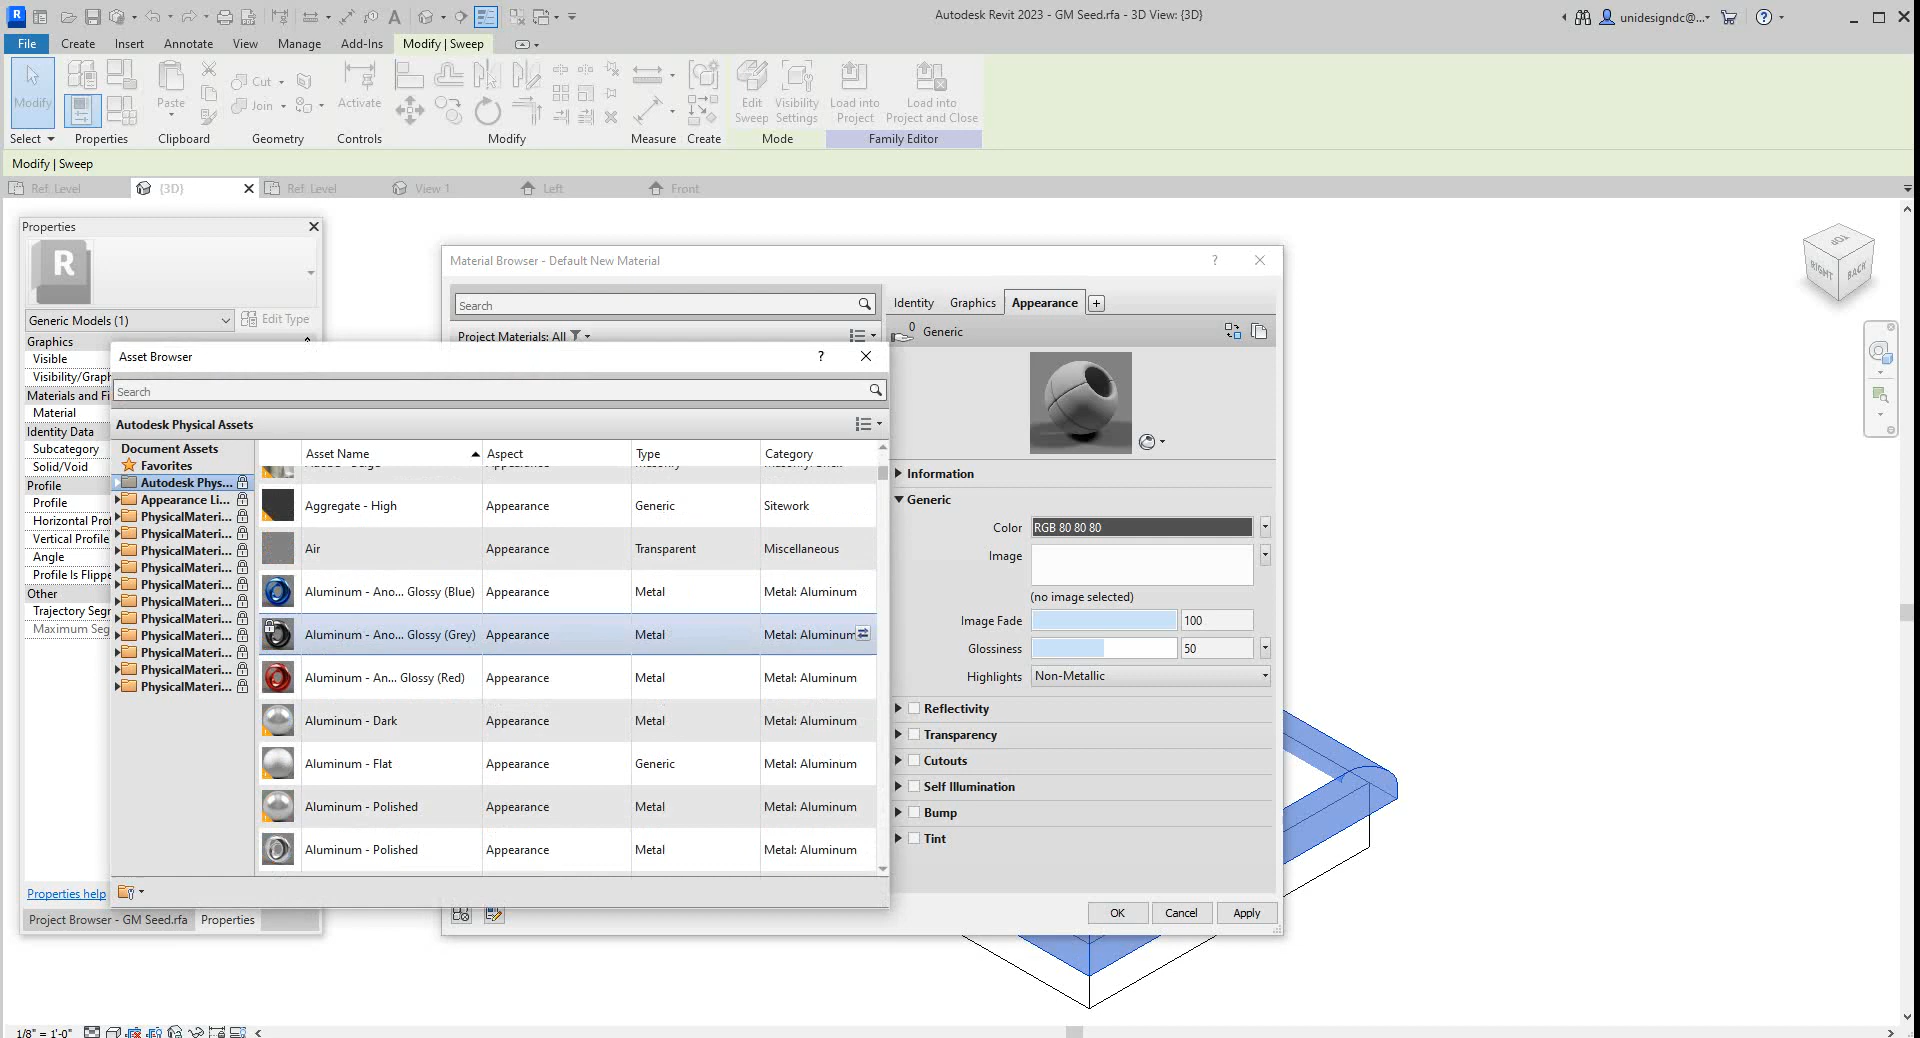 Autodesk Revit 2023 - GM Seed.rfa - 3D View: {3D}
unidesigndc@...
File
Create
Insert
Annotate
View
Manage
Add-Ins
Modify | Sweep
Modify
Paste
Cut
Join
Activate
Edit
Sweep
Visibility
Settings
Load into
Project
Load into
Project and Close
Select
Properties
Clipboard
Geometry
Controls
Modify
Measure
Create
Mode
Family Editor
Modify | Sweep
Ref. Level
{3D}
Ref. Level
View 1
Left
Front
Properties
R
Generic Models (1)
Edit Type
Graphics
Visible
Visibility/Graph
Materials and Fi
Material
Identity Data
Subcategory
Solid/Void
Profile
Profile
Horizontal Prof
Vertical Profile
Angle
Profile Is Flippe
Other
Trajectory Segr
Maximum Seg
Properties help
Project Browser - GM Seed.rfa
Properties
Material Browser - Default New Material
?
Search
Project Materials: All
Identity
Graphics
Appearance
+
0
Generic
Information
Generic
Color
RGB 80 80 80
Image
(no image selected)
Image Fade
100
Glossiness
50
Highlights
Non-Metallic
Reflectivity
Transparency
Cutouts
Self Illumination
Bump
Tint
OK
Cancel
Apply
Asset Browser
?
Search
Autodesk Physical Assets
Document Assets
Favorites
Autodesk Phys...
Appearance Li...
PhysicalMateri...
PhysicalMateri...
PhysicalMateri...
PhysicalMateri...
PhysicalMateri...
PhysicalMateri...
PhysicalMateri...
PhysicalMateri...
PhysicalMateri...
PhysicalMateri...
PhysicalMateri...
Asset Name
Aspect
Type
Category
Aggregate - High
Appearance
Generic
Sitework
Air
Appearance
Transparent
Miscellaneous
Aluminum - Ano... Glossy (Blue)
Appearance
Metal
Metal: Aluminum
Aluminum - Ano... Glossy (Grey)
Appearance
Metal
Metal: Aluminum
Aluminum - An... Glossy (Red)
Appearance
Metal
Metal: Aluminum
Aluminum - Dark
Appearance
Metal
Metal: Aluminum
Aluminum - Flat
Appearance
Generic
Metal: Aluminum
Aluminum - Polished
Appearance
Metal
Metal: Aluminum
Aluminum - Polished
Appearance
Metal
Metal: Aluminum
TOP
RIGHT
BACK
1/8" = 1'-0"